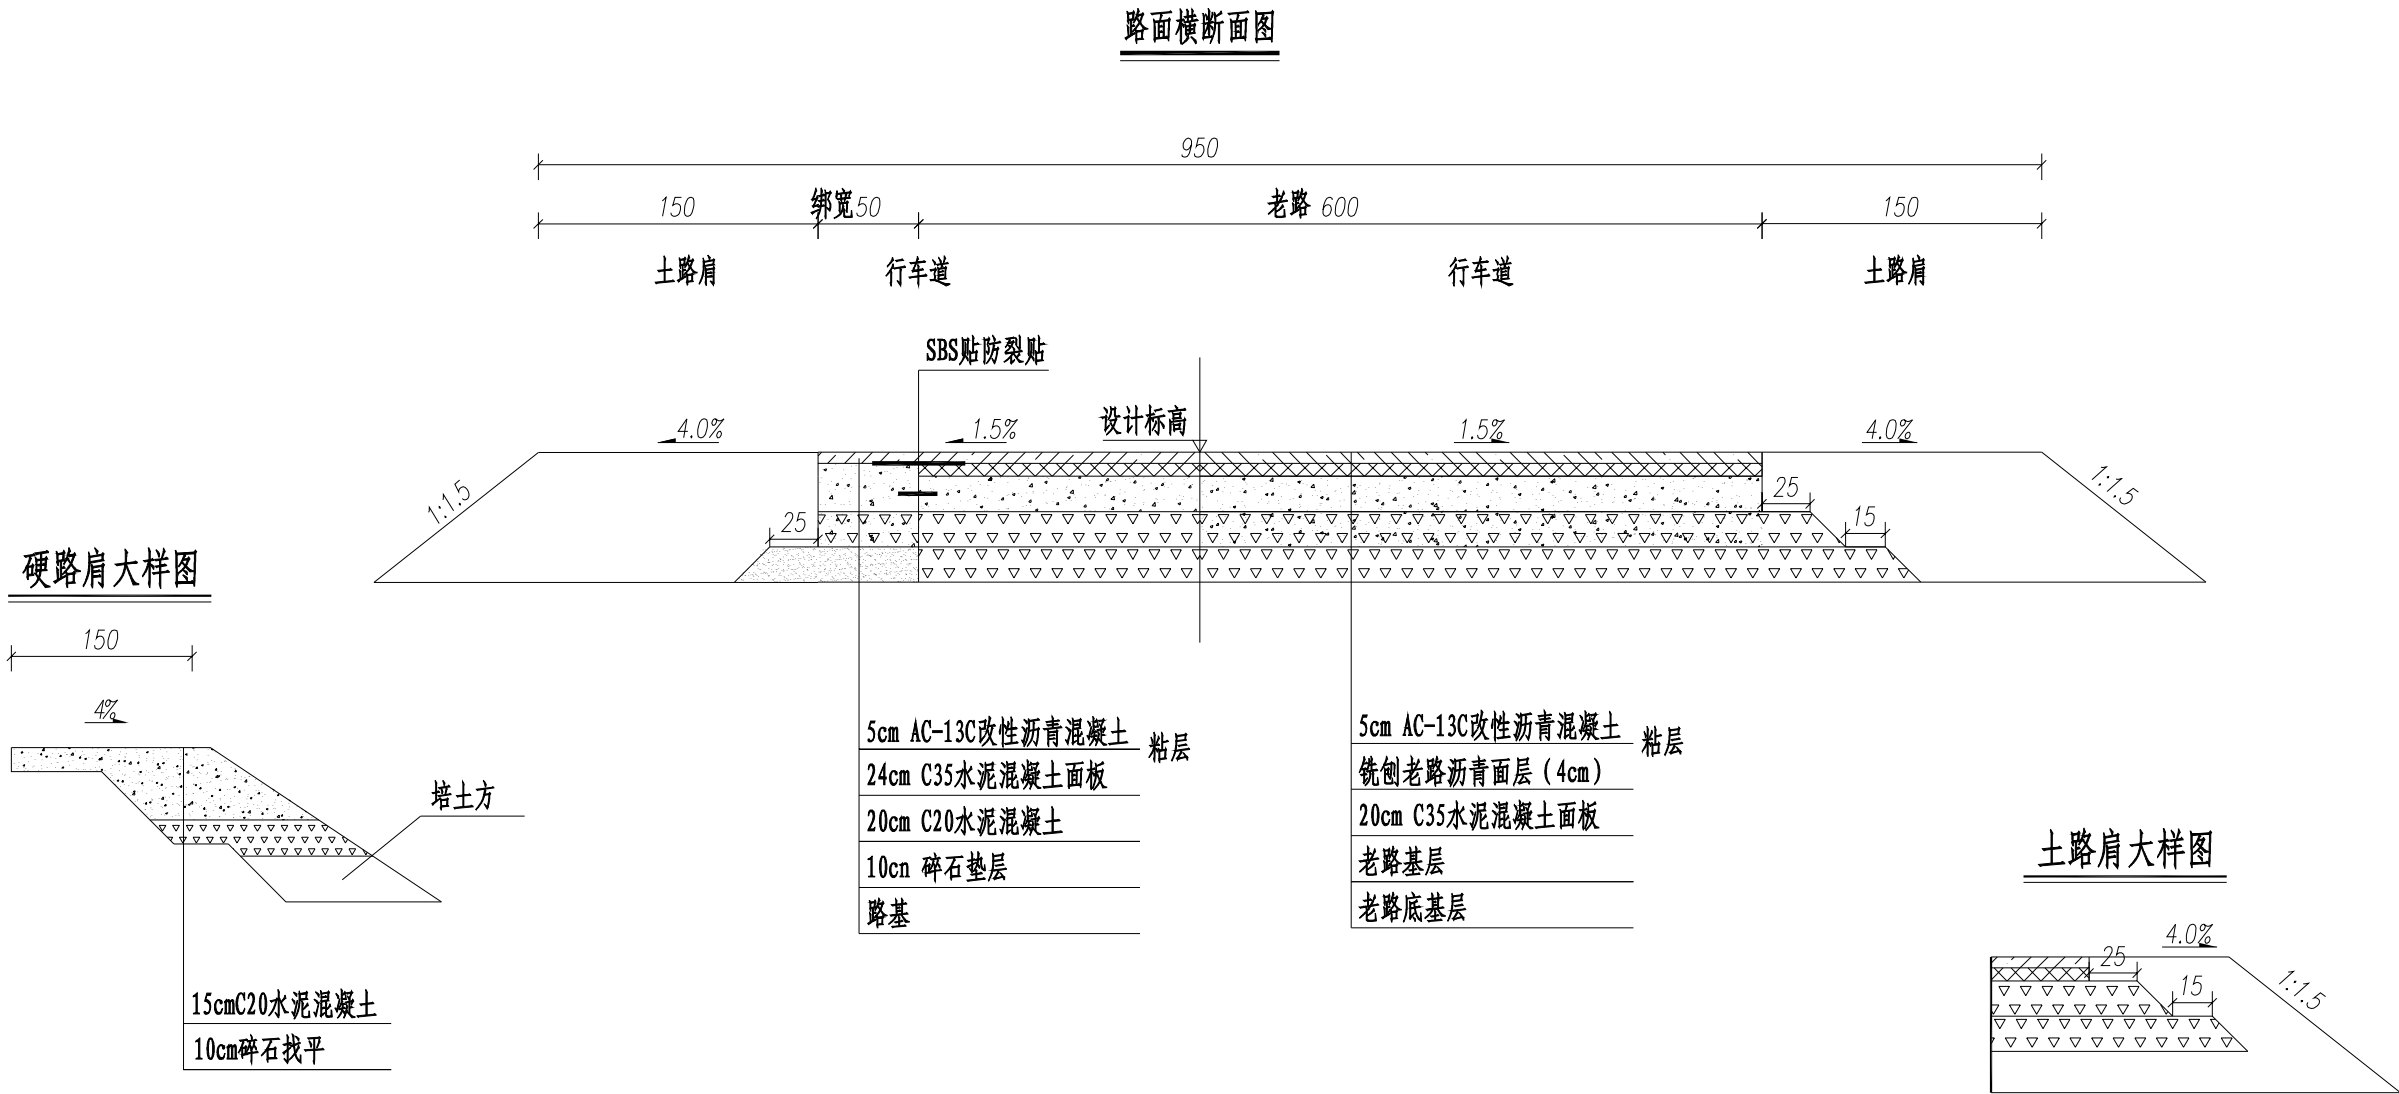 路面横断面图
950
150 绑宽50 老路 600 150
土路肩 行车道 行车道 土路肩
SBS贴防裂贴
设计标高
4.0% 1.5% 1.5% 4.0%
1:1.5 1:1.5
25 15
25
硬路肩大样图
150
4%
培土方
15cmC20水泥混凝土
10cm碎石找平
5cm AC-13C改性沥青混凝土 粘层
24cm C35水泥混凝土面板
20cm C20水泥混凝土
10cn 碎石垫层
路基
5cm AC-13C改性沥青混凝土 粘层
铣刨老路沥青面层（4cm）
20cm C35水泥混凝土面板
老路基层
老路底基层
土路肩大样图
4.0%
25
15
1:1.5